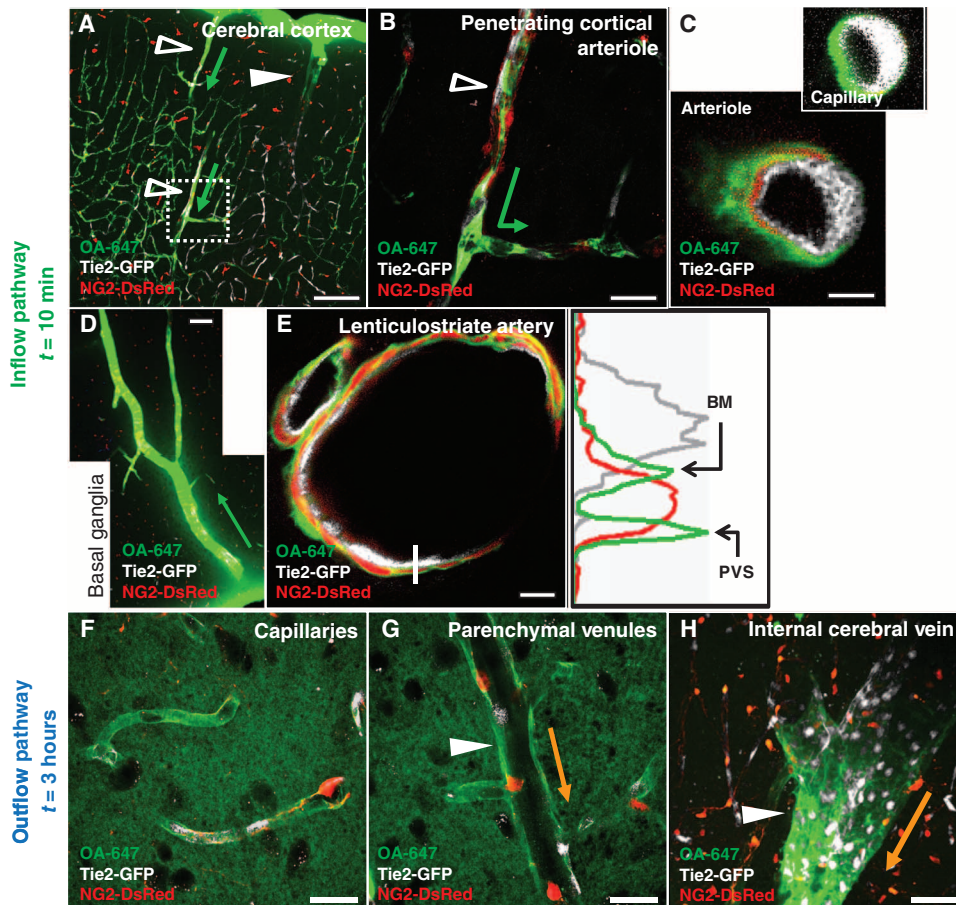 A
Cerebral cortex
OA-647
Tie2-GFP
NG2-DsRed
B
Penetrating cortical
arteriole
OA-647
Tie2-GFP
NG2-DsRed
C
Capillary
Arteriole
OA-647
Tie2-GFP
NG2-DsRed
Inflow pathway
t = 10 min
D
Basal ganglia
OA-647
Tie2-GFP
NG2-DsRed
E
Lenticulostriate artery
OA-647
Tie2-GFP
NG2-DsRed
BM
PVS
Outflow pathway
t = 3 hours
F
Capillaries
OA-647
Tie2-GFP
NG2-DsRed
G
Parenchymal venules
OA-647
Tie2-GFP
NG2-DsRed
H
Internal cerebral vein
OA-647
Tie2-GFP
NG2-DsRed